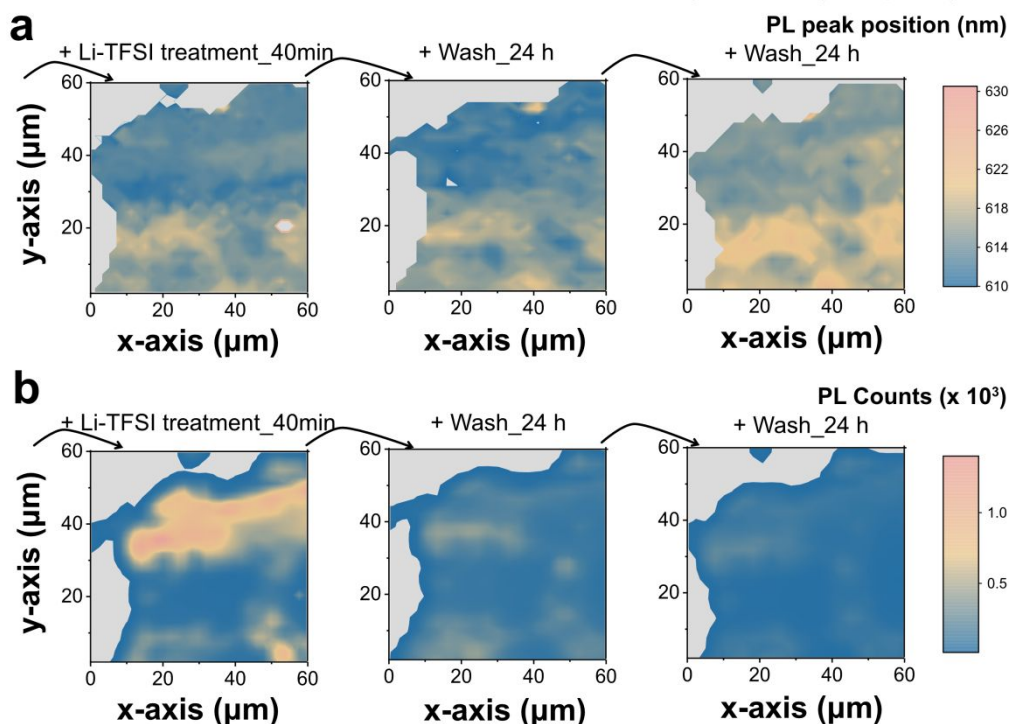 a
PL peak position (nm)
+ Li-TFSI treatment_40min
+ Wash_24 h
+ Wash_24 h
60
40
20
y-axis (µm)
0 20 40 60
x-axis (µm)
60
40
20
0 20 40 60
x-axis (µm)
60
40
20
0 20 40 60
x-axis (µm)
630
626
622
618
614
610
b
PL Counts (x 10³)
+ Li-TFSI treatment_40min
+ Wash_24 h
+ Wash_24 h
60
40
20
y-axis (µm)
0 20 40 60
x-axis (µm)
60
40
20
0 20 40 60
x-axis (µm)
60
40
20
0 20 40 60
x-axis (µm)
1.0
0.5